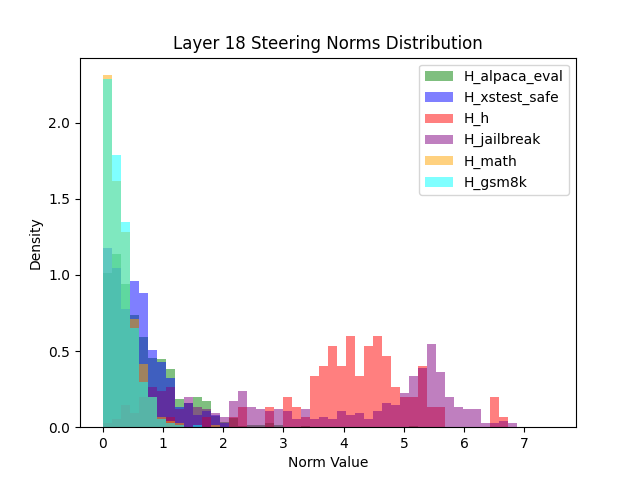 Layer 18 Steering Norms Distribution
H_alpaca_eval
H_xstest_safe
H_h
H_jailbreak
H_math
H_gsm8k
Density
2.0
1.5
1.0
0.5
0.0
0 1 2 3 4 5 6 7
Norm Value